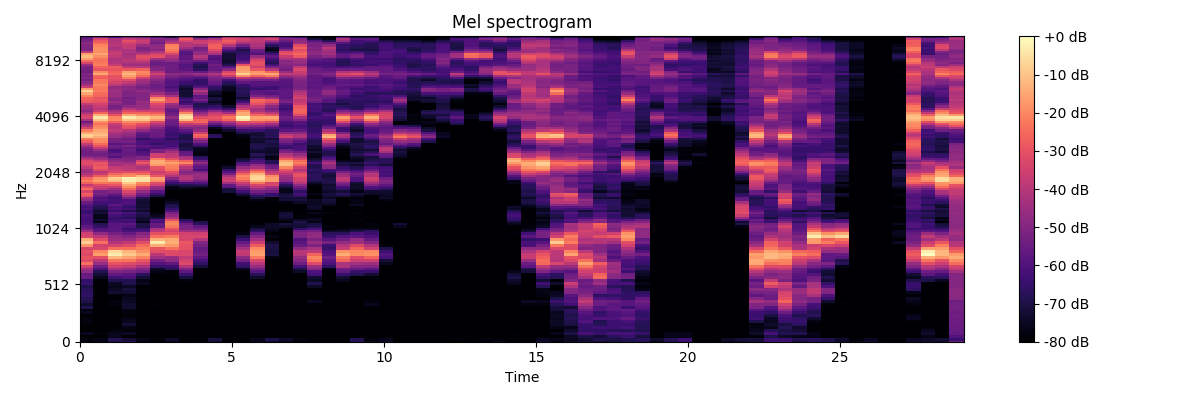 Mel spectrogram
Hz
8192
4096
2048
1024
512
0
0 5 10 15 20 25
Time
+0 dB
-10 dB
-20 dB
-30 dB
-40 dB
-50 dB
-60 dB
-70 dB
-80 dB